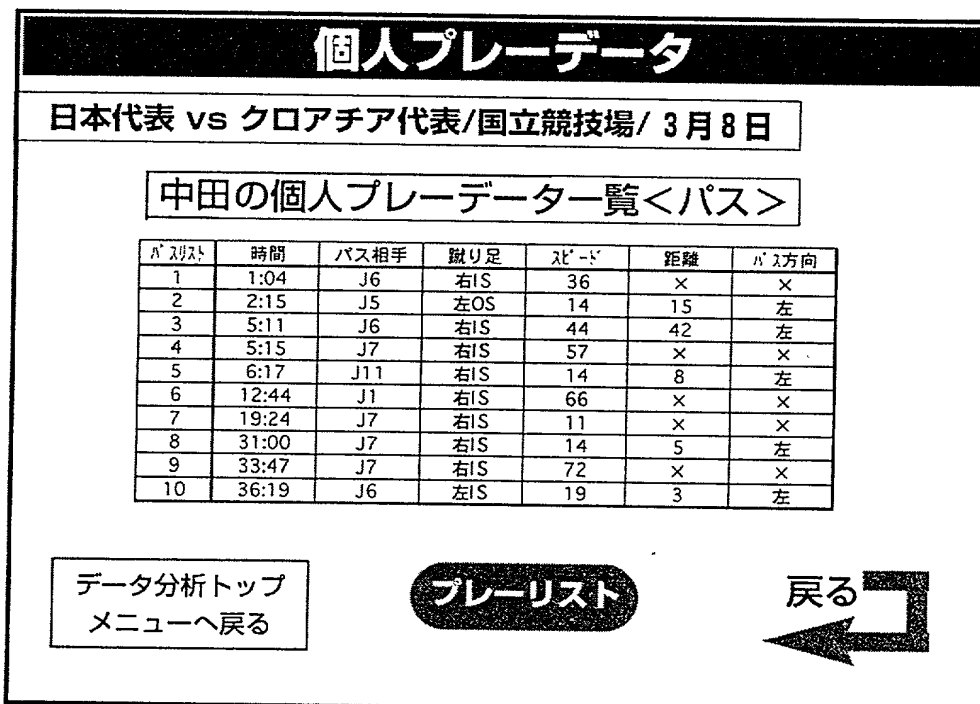 個人プレーデータ
日本代表 vs クロアチア代表/国立競技場/ 3月8日
中田の個人プレーデータ一覧＜パス＞
パスリスト 時間 パス相手 蹴り足 スピード 距離 パス方向
1 1:04 J6 右IS 36 × ×
2 2:15 J5 左OS 14 15 左
3 5:11 J6 右IS 44 42 左
4 5:15 J7 右IS 57 × ×
5 6:17 J11 右IS 14 8 左
6 12:44 J1 右IS 66 × ×
7 19:24 J7 右IS 11 × ×
8 31:00 J7 右IS 14 5 左
9 33:47 J7 右IS 72 × ×
10 36:19 J6 左IS 19 3 左
データ分析トップ
メニューへ戻る
プレーリスト
戻る